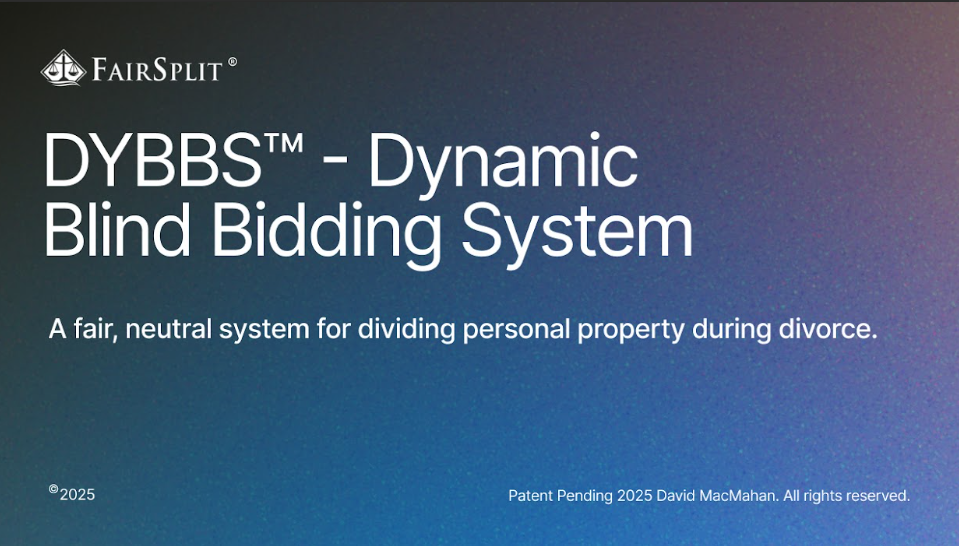 FAIRSPLIT ®
DYBBS™ - Dynamic
Blind Bidding System
A fair, neutral system for dividing personal property during divorce.
©2025
Patent Pending 2025 David MacMahan. All rights reserved.